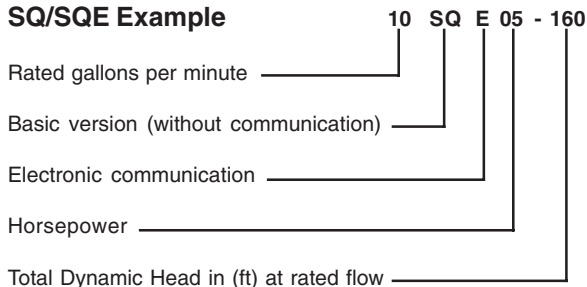 SQ/SQE Example 10 SQ E 05 - 160
Rated gallons per minute
Basic version (without communication)
Electronic communication
Horsepower
Total Dynamic Head in (ft) at rated flow